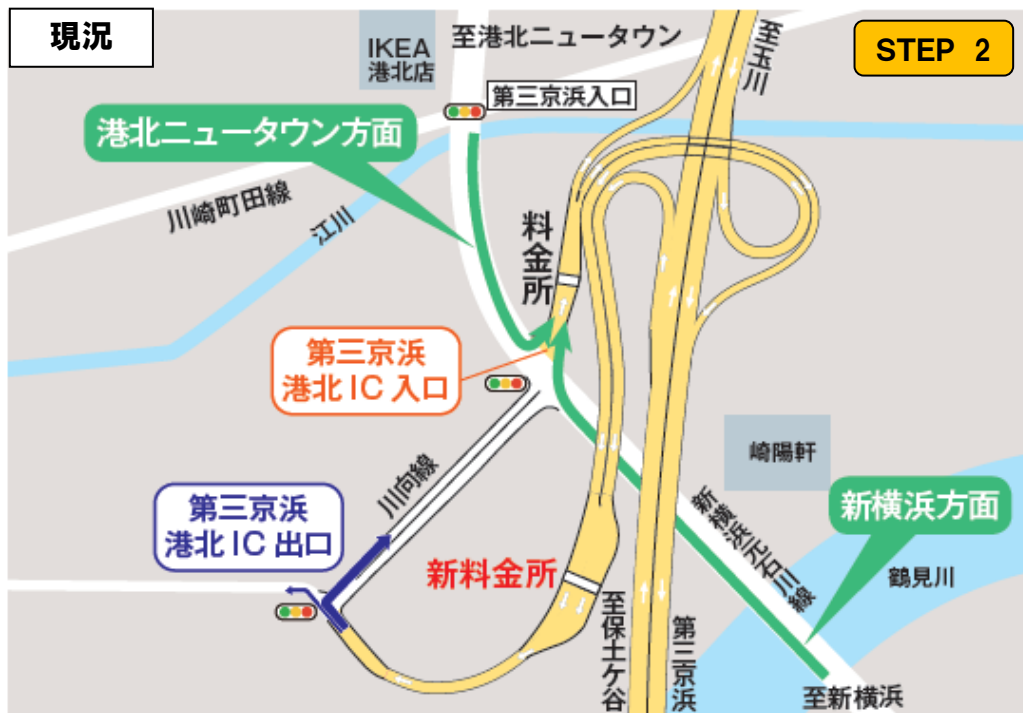 現況
STEP 2
IKEA
港北店
至港北ニュータウン
至玉川
第三京浜入口
港北ニュータウン方面
川崎町田線
江川
料金所
第三京浜
港北IC入口
崎陽軒
川向線
第三京浜
港北IC出口
新横浜元石川線
新横浜方面
新料金所
鶴見川
至保土ケ谷
第三京浜
至新横浜